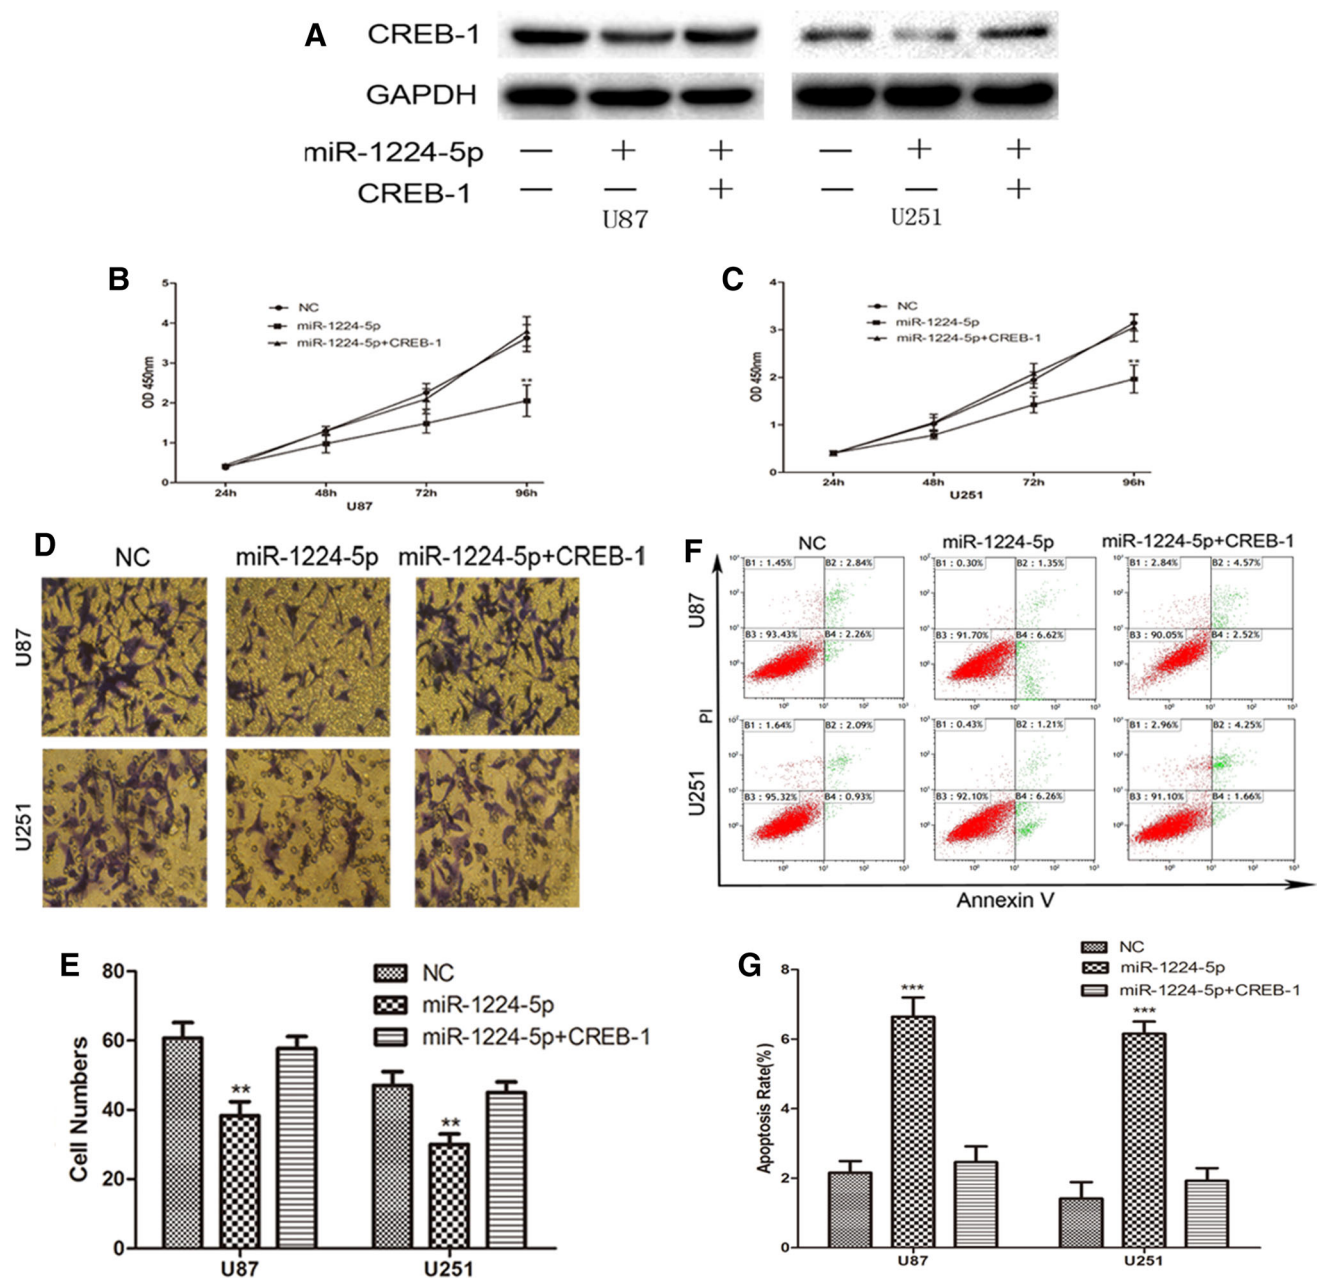 A
CREB-1
GAPDH
miR-1224-5p — + + — + +
CREB-1 — — + — — +
U87 U251
B
5
4
3
2
1
0
OD 450nm
NC
miR-1224-5p
miR-1224-5p+CREB-1
**
*
24h 48h 72h 96h
U87
C
4
3
2
1
0
OD 450nm
NC
miR-1224-5p
miR-1224-5p+CREB-1
**
*
24h 48h 72h 96h
U251
D
NC miR-1224-5p miR-1224-5p+CREB-1
U87
U251
F
NC miR-1224-5p miR-1224-5p+CREB-1
U87
B1 : 1.45% B2 : 2.84% B1 : 0.30% B2 : 1.35% B1 : 2.84% B2 : 4.57%
B3 : 93.43% B4 : 2.26% B3 : 91.70% B4 : 6.62% B3 : 90.05% B4 : 2.52%
U251
B1 : 1.64% B2 : 2.09% B1 : 0.43% B2 : 1.21% B1 : 2.96% B2 : 4.25%
B3 : 95.32% B4 : 0.93% B3 : 92.10% B4 : 6.26% B3 : 91.10% B4 : 1.66%
PI
Annexin V
E
80
60
40
20
0
Cell Numbers
NC
miR-1224-5p
miR-1224-5p+CREB-1
** **
U87 U251
G
8
6
4
2
0
Apoptosis Rate(%)
NC
miR-1224-5p
miR-1224-5p+CREB-1
*** ***
U87 U251